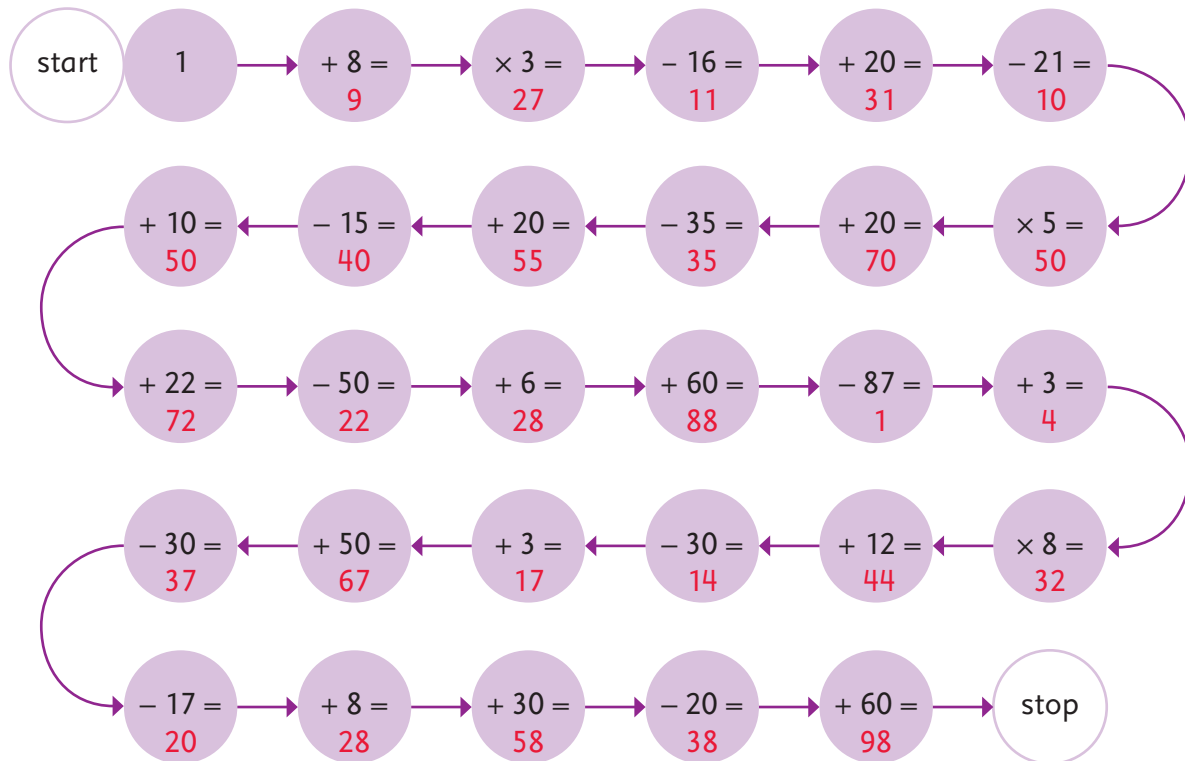 start 1 + 8 = × 3 = − 16 = + 20 = − 21 =
9 27 11 31 10
+ 10 = − 15 = + 20 = − 35 = + 20 = × 5 =
50 40 55 35 70 50
+ 22 = − 50 = + 6 = + 60 = − 87 = + 3 =
72 22 28 88 1 4
− 30 = + 50 = + 3 = − 30 = + 12 = × 8 =
37 67 17 14 44 32
− 17 = + 8 = + 30 = − 20 = + 60 = stop
20 28 58 38 98